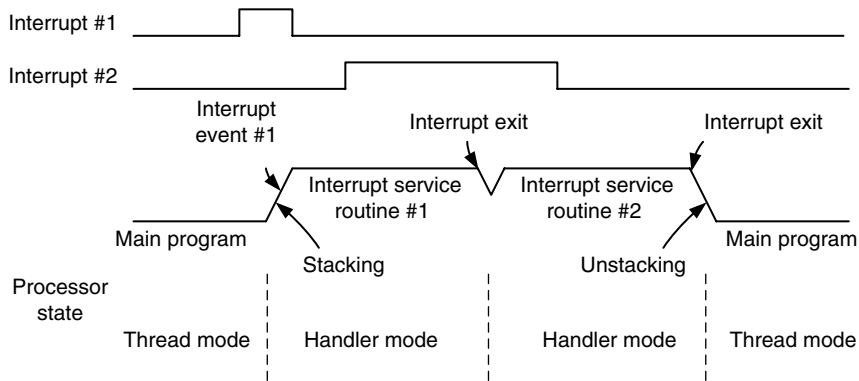 Interrupt #1
Interrupt #2
Interrupt
event #1
Interrupt exit
Interrupt exit
Interrupt service
routine #1
Interrupt service
routine #2
Main program
Stacking
Unstacking
Main program
Processor
state
Thread mode
Handler mode
Handler mode
Thread mode